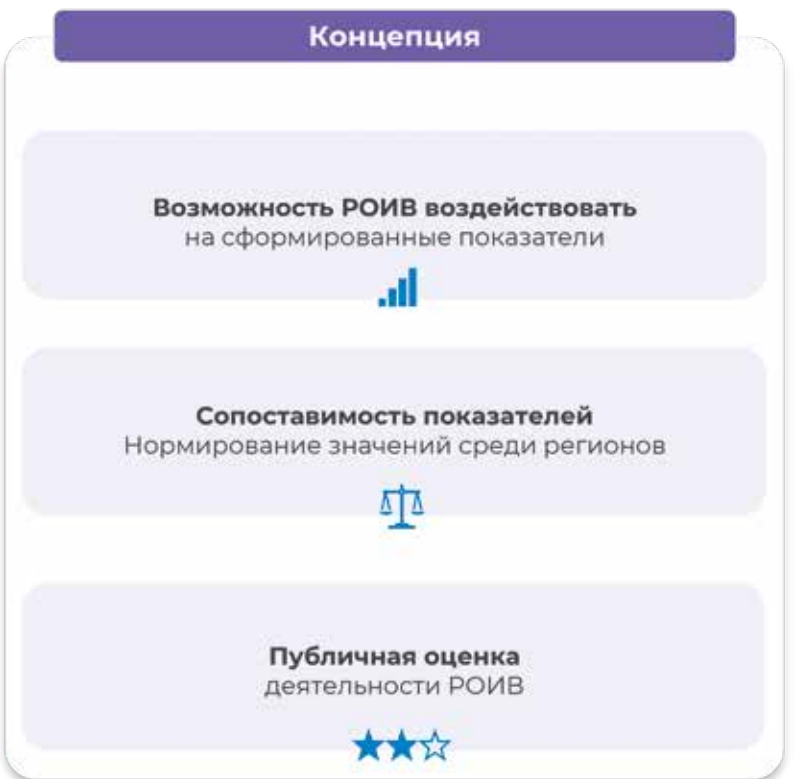 Концепция
Возможность РОИВ воздействовать
на сформированные показатели
Сопоставимость показателей
Нормирование значений среди регионов
Публичная оценка
деятельности РОИВ